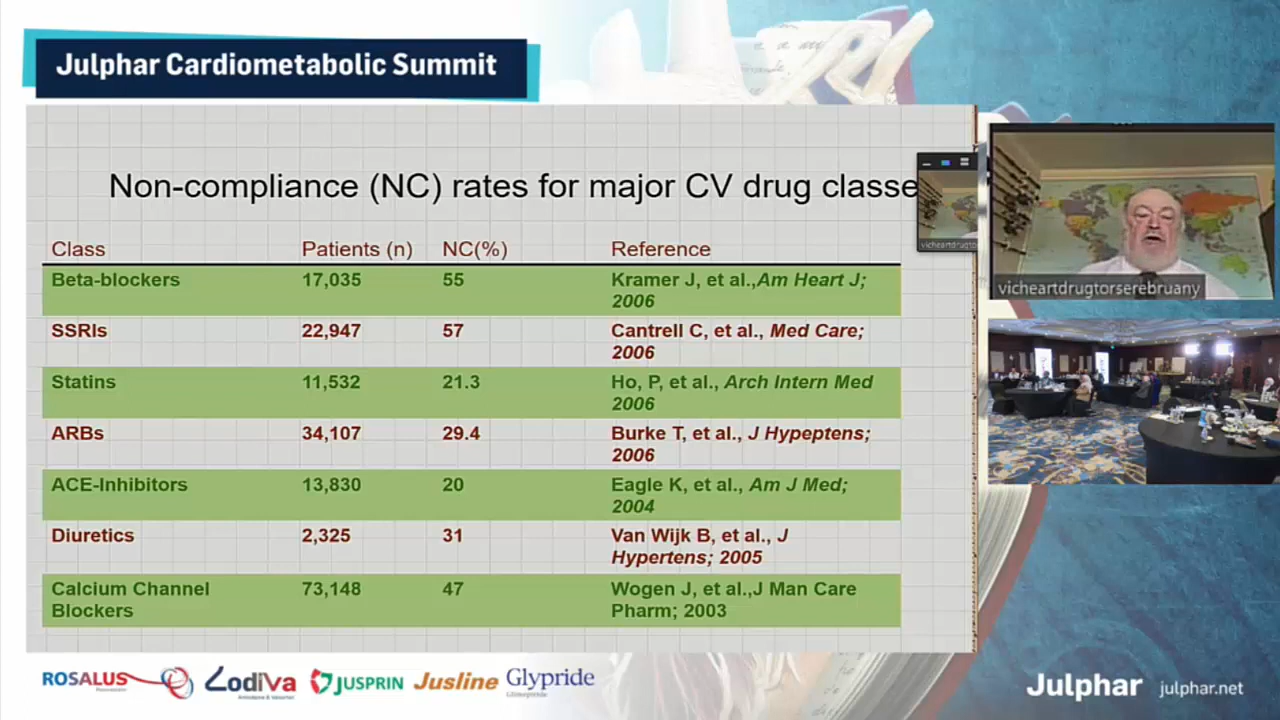 Julphar Cardiometabolic Summit
Non-compliance (NC) rates for major CV drug classe
Class Patients (n) NC(%) Reference
Beta-blockers 17,035 55 Kramer J, et al.,Am Heart J;
2006
SSRIs 22,947 57 Cantrell C, et al., Med Care;
2006
Statins 11,532 21.3 Ho, P, et al., Arch Intern Med
2006
ARBs 34,107 29.4 Burke T, et al., J Hypeptens;
2006
ACE-Inhibitors 13,830 20 Eagle K, et al., Am J Med;
2004
Diuretics 2,325 31 Van Wijk B, et al., J
Hypertens; 2005
Calcium Channel 73,148 47 Wogen J, et al.,J Man Care
Blockers Pharm; 2003
vicheartdrugto
vicheartdrugtorserebruany
ROSALUS Lodiva JUSPRIN Jusline Glypride
Amlodipine & Valsartan Glimepiride
Julphar julphar.net